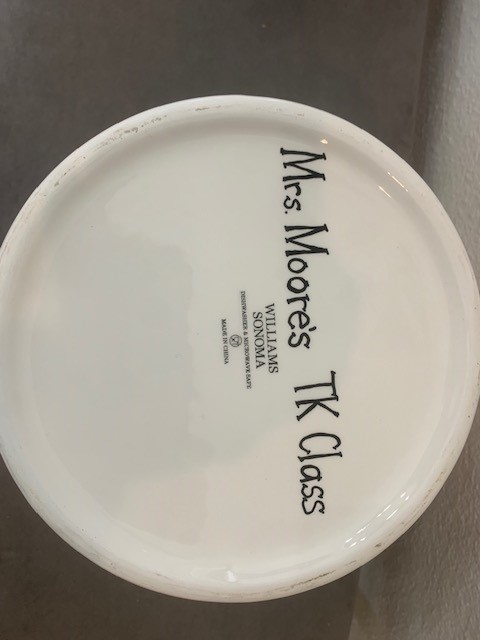 Mrs. Moore's TK Class
WILLIAMS
SONOMA
DISHWASHER & MICROWAVE SAFE
MADE IN CHINA